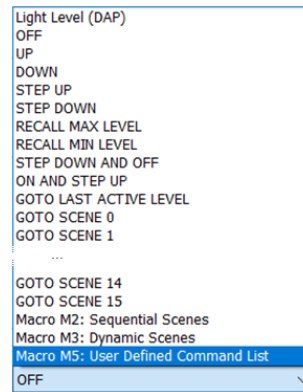 Light Level (DAP)
OFF
UP
DOWN
STEP UP
STEP DOWN
RECALL MAX LEVEL
RECALL MIN LEVEL
STEP DOWN AND OFF
ON AND STEP UP
GOTO LAST ACTIVE LEVEL
GOTO SCENE 0
GOTO SCENE 1
...
GOTO SCENE 14
GOTO SCENE 15
Macro M2: Sequential Scenes
Macro M3: Dynamic Scenes
Macro M5: User Defined Command List
OFF